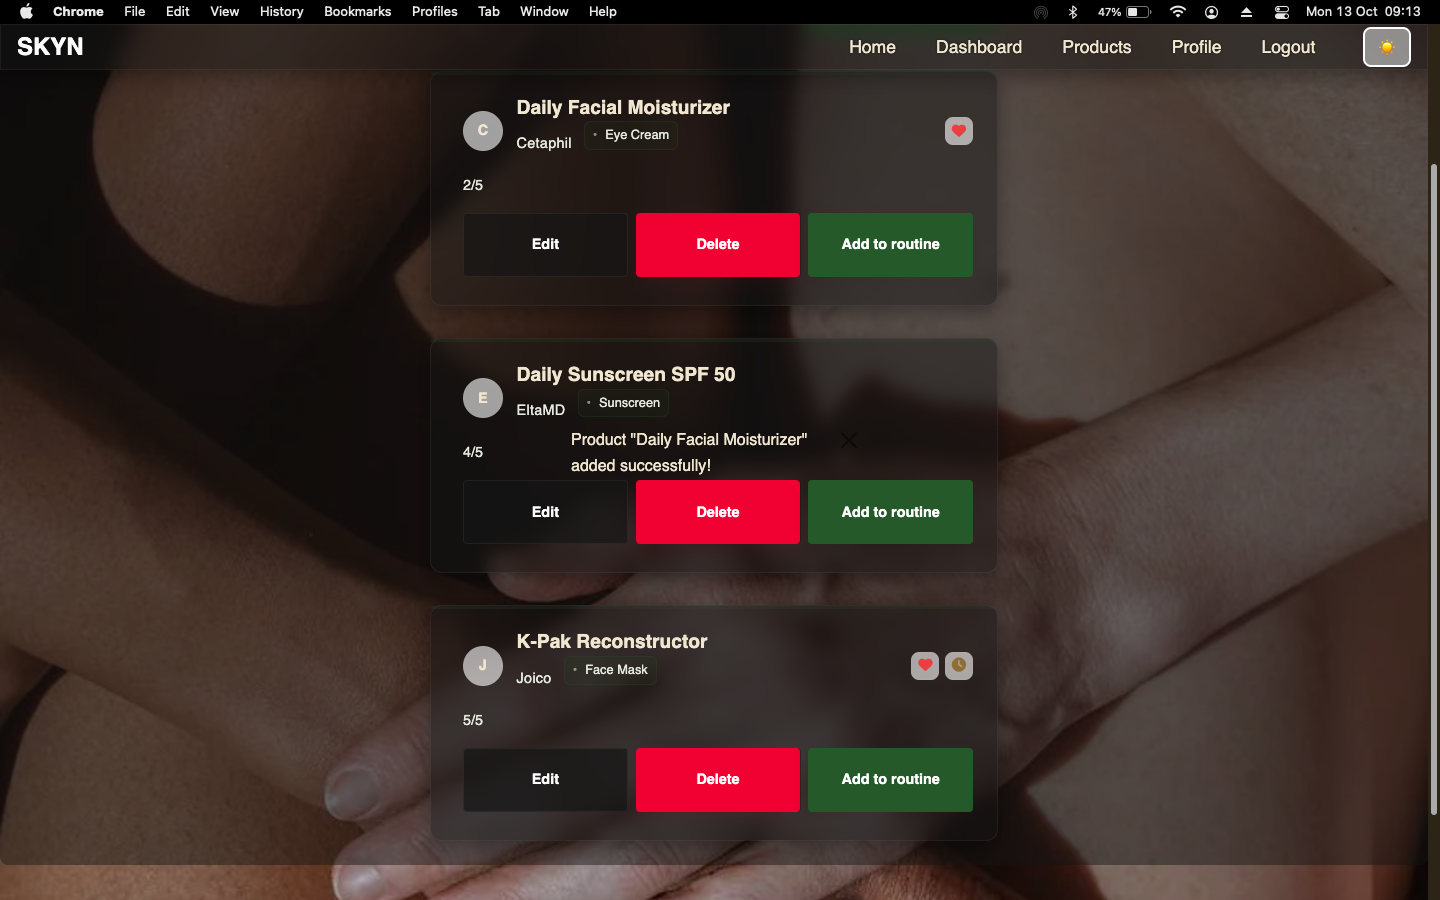 Chrome File Edit View History Bookmarks Profiles Tab Window Help 47% Mon 13 Oct 09:13
SKYN Home Dashboard Products Profile Logout
Daily Facial Moisturizer
C
Cetaphil • Eye Cream
2/5
Edit Delete Add to routine
Daily Sunscreen SPF 50
E
EltaMD • Sunscreen
Product "Daily Facial Moisturizer"
4/5
added successfully!
Edit Delete Add to routine
K-Pak Reconstructor
J
Joico • Face Mask
5/5
Edit Delete Add to routine